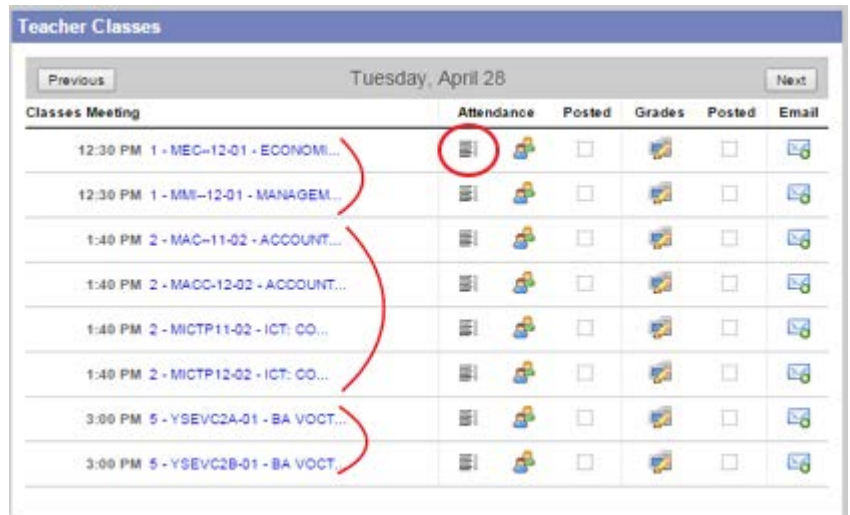 Teacher Classes
Previous Tuesday, April 28 Next
Classes Meeting Attendance Posted Grades Posted Email
12:30 PM 1 - MEC--12-01 - ECONOMI...
12:30 PM 1 - MMI--12-01 - MANAGEM...
1:40 PM 2 - MAC--11-02 - ACCOUNT...
1:40 PM 2 - MACC-12-02 - ACCOUNT...
1:40 PM 2 - MICTP11-02 - ICT: CO...
1:40 PM 2 - MICTP12-02 - ICT: CO...
3:00 PM 5 - YSEVC2A-01 - BA VOCT...
3:00 PM 5 - YSEVC2B-01 - BA VOCT...